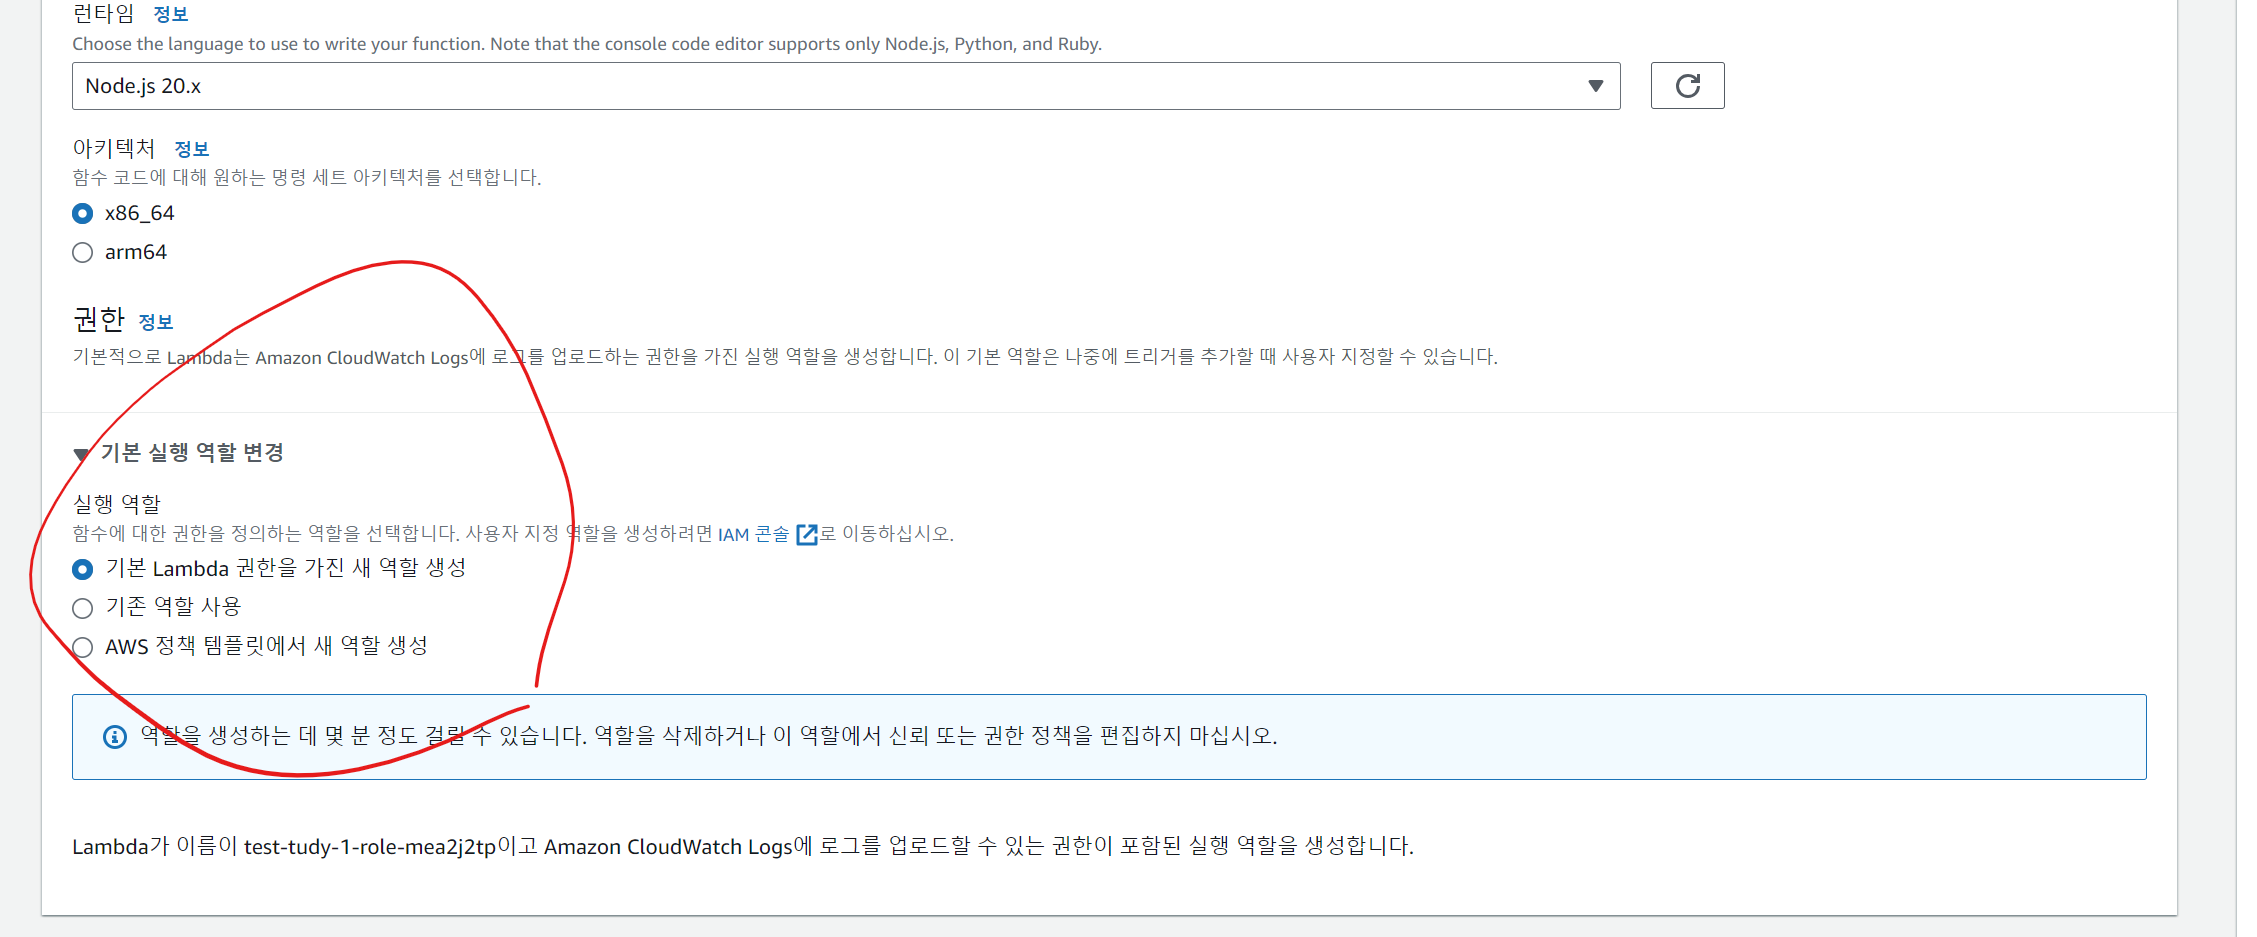 런타임 정보
Choose the language to use to write your function. Note that the console code editor supports only Node.js, Python, and Ruby.
Node.js 20.x
아키텍처 정보
함수 코드에 대해 원하는 명령 세트 아키텍처를 선택합니다.
x86_64
arm64
권한 정보
기본적으로 Lambda는 Amazon CloudWatch Logs에 로그를 업로드하는 권한을 가진 실행 역할을 생성합니다. 이 기본 역할은 나중에 트리거를 추가할 때 사용자 지정할 수 있습니다.
기본 실행 역할 변경
실행 역할
함수에 대한 권한을 정의하는 역할을 선택합니다. 사용자 지정 역할을 생성하려면 IAM 콘솔로 이동하십시오.
기본 Lambda 권한을 가진 새 역할 생성
기존 역할 사용
AWS 정책 템플릿에서 새 역할 생성
역할을 생성하는 데 몇 분 정도 걸릴 수 있습니다. 역할을 삭제하거나 이 역할에서 신뢰 또는 권한 정책을 편집하지 마십시오.
Lambda가 이름이 test-tudy-1-role-mea2j2tp이고 Amazon CloudWatch Logs에 로그를 업로드할 수 있는 권한이 포함된 실행 역할을 생성합니다.